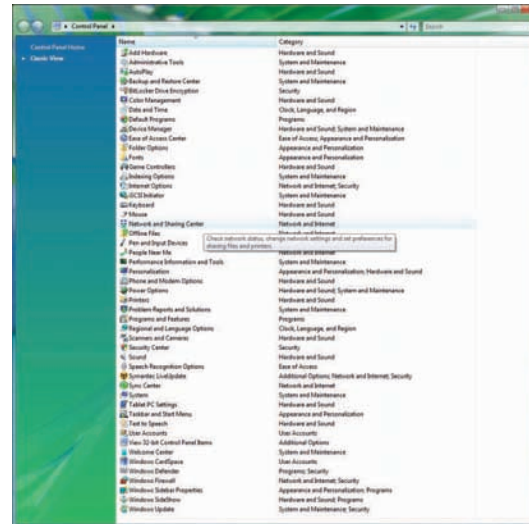 Control Panel
Search
Control Panel Home
Classic View
Name Category
Add Hardware Hardware and Sound
Administrative Tools System and Maintenance
AutoPlay Hardware and Sound
Backup and Restore Center System and Maintenance
BitLocker Drive Encryption Security
Color Management Hardware and Sound
Date and Time Clock, Language, and Region
Default Programs Programs
Device Manager Hardware and Sound; System and Maintenance
Ease of Access Center Ease of Access; Appearance and Personalization
Folder Options Appearance and Personalization
Fonts Appearance and Personalization
Game Controllers Hardware and Sound
Indexing Options System and Maintenance
Internet Options Network and Internet; Security
iSCSI Initiator System and Maintenance
Keyboard Hardware and Sound
Mouse Hardware and Sound
Network and Sharing Center Network and Internet
Offline Files Network and Internet
Pen and Input Devices
Check network status, change network settings and set preferences for
sharing files and printers.
People Near Me Network and Internet
Performance Information and Tools System and Maintenance
Personalization Appearance and Personalization; Hardware and Sound
Phone and Modem Options Hardware and Sound
Power Options Hardware and Sound; System and Maintenance
Printers Hardware and Sound
Problem Reports and Solutions System and Maintenance
Programs and Features Programs
Regional and Language Options Clock, Language, and Region
Scanners and Cameras Hardware and Sound
Security Center Security
Sound Hardware and Sound
Speech Recognition Options Ease of Access
Symantec LiveUpdate Additional Options; Network and Internet; Security
Sync Center Network and Internet
System System and Maintenance
Tablet PC Settings Hardware and Sound
Taskbar and Start Menu Appearance and Personalization
Text to Speech Hardware and Sound
User Accounts User Accounts
View 32-bit Control Panel Items Additional Options
Welcome Center System and Maintenance
Windows CardSpace User Accounts
Windows Defender Programs; Security
Windows Firewall Network and Internet; Security
Windows Sidebar Properties Appearance and Personalization; Programs
Windows SideShow Hardware and Sound; Programs
Windows Update System and Maintenance; Security